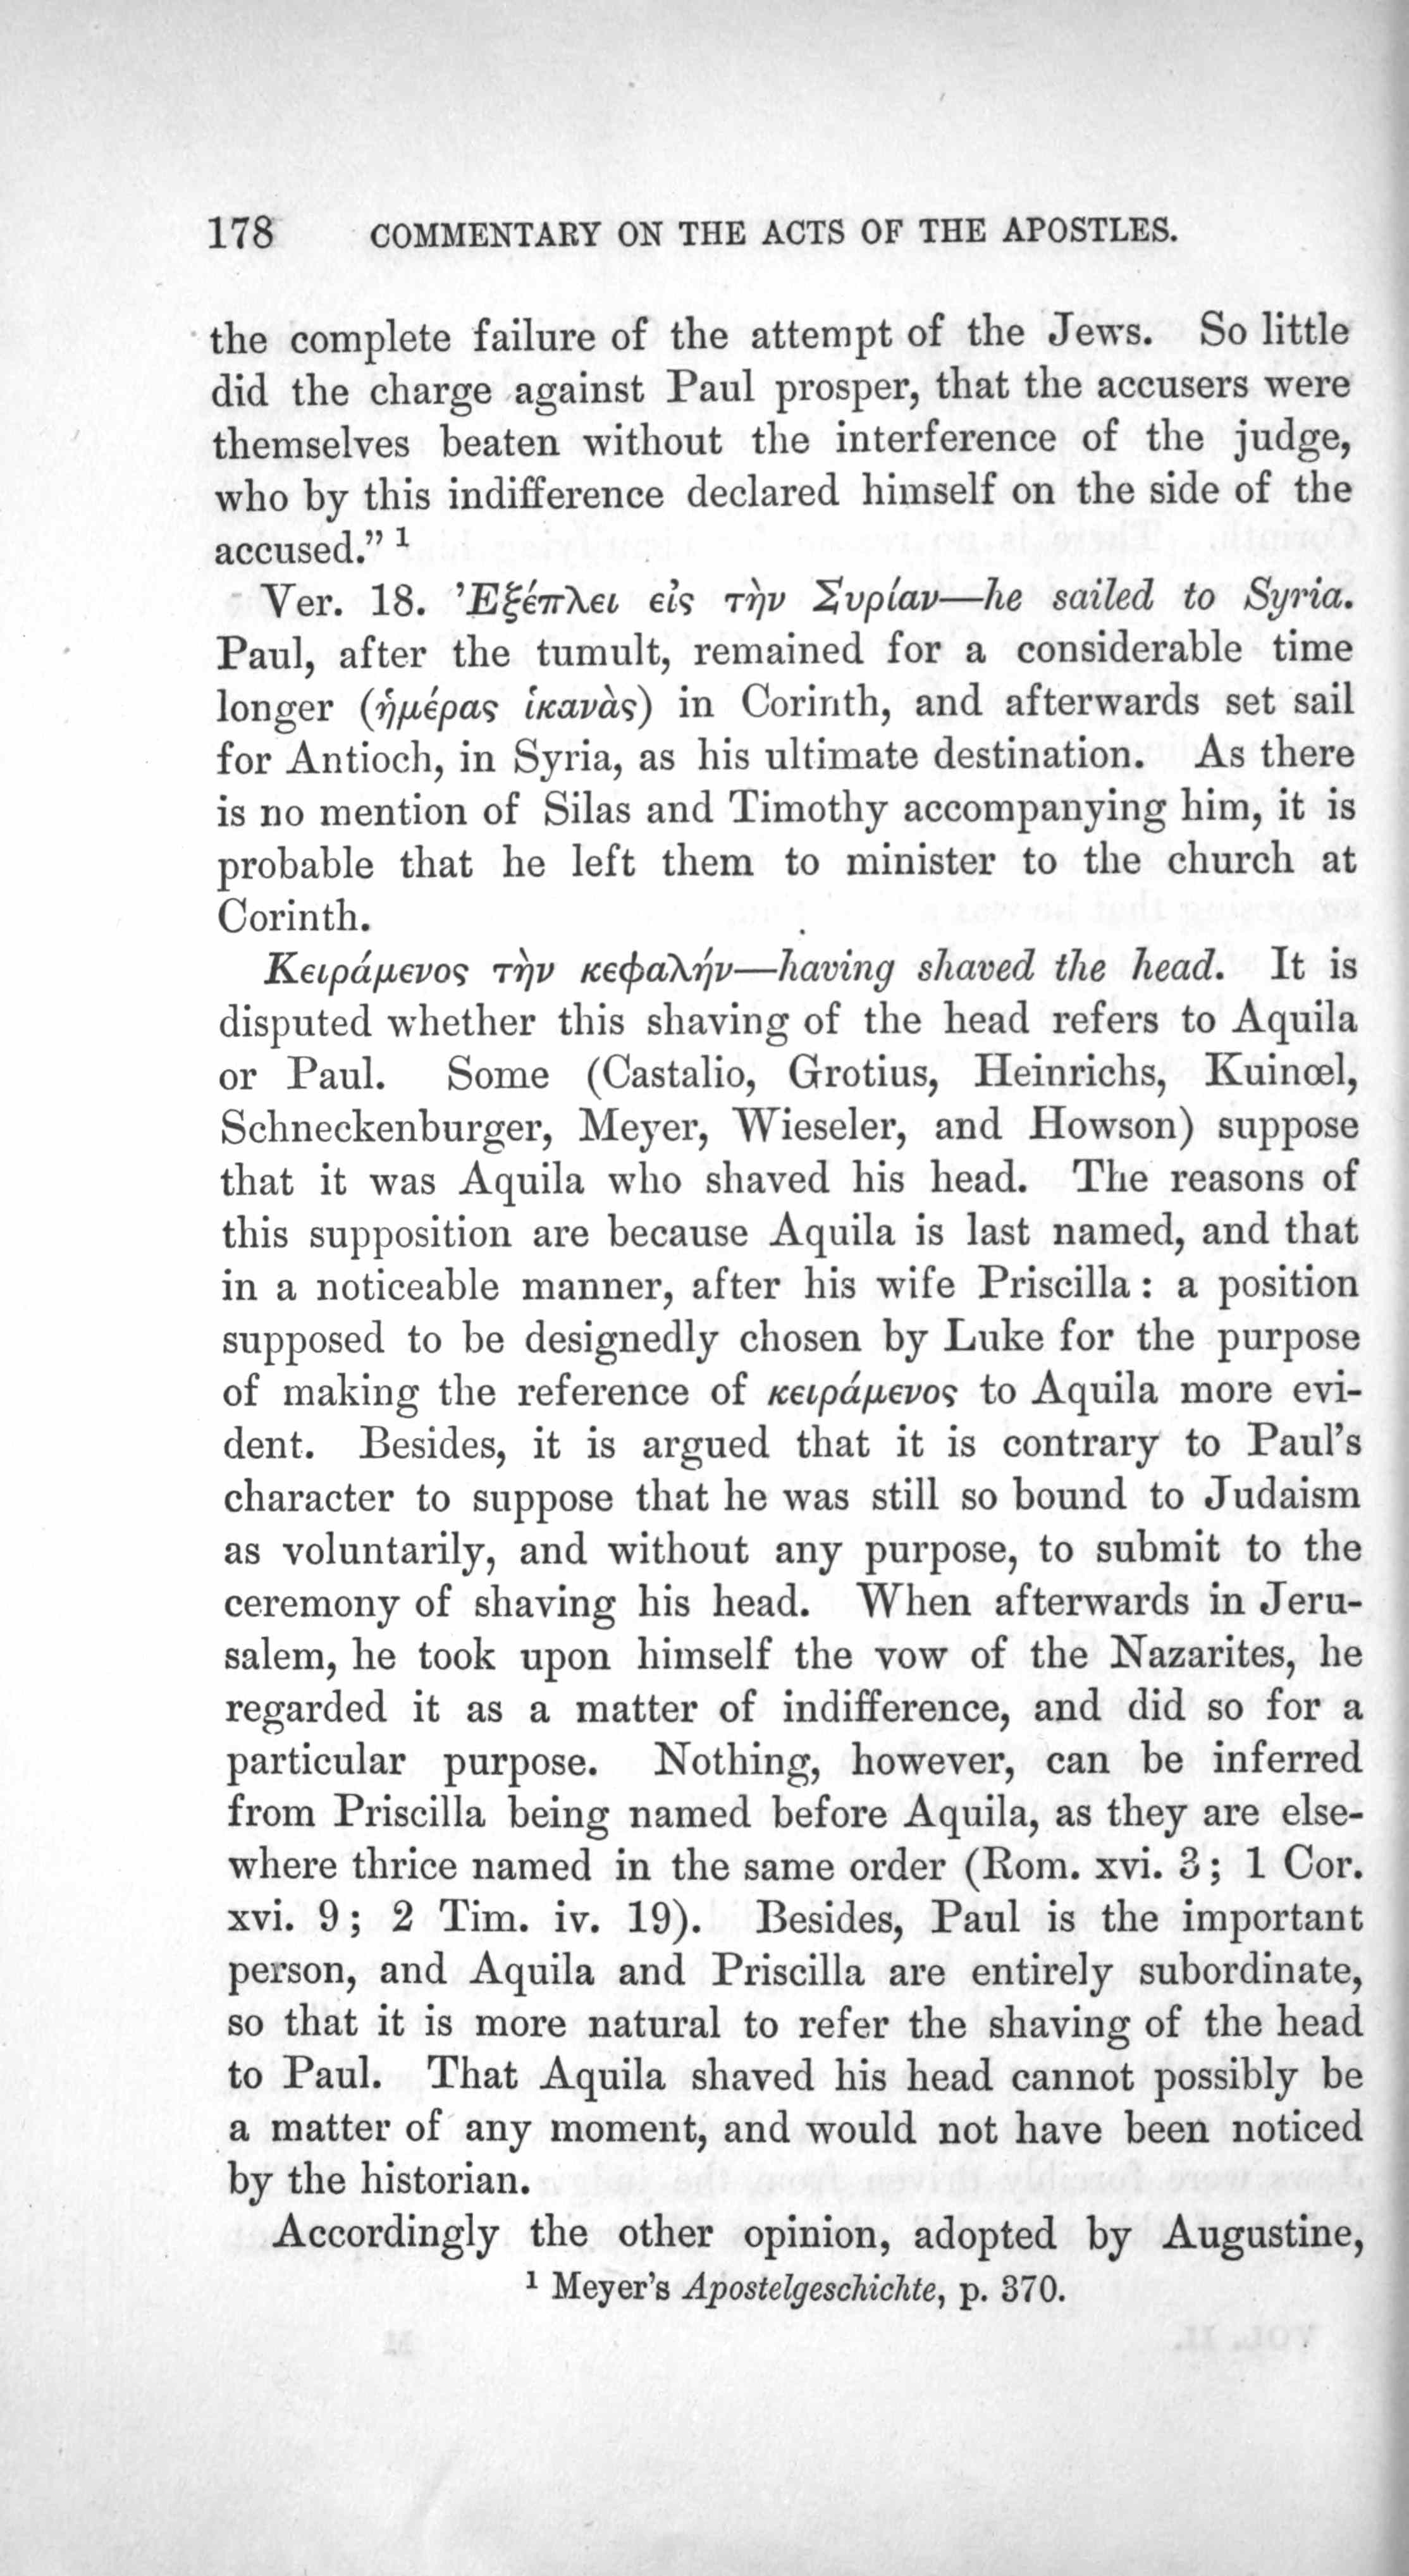 178 COMMENTARY ON THE ACTS OF THE APOSTLES.
the complete failure of the attempt of the Jews. So little
did the charge against Paul prosper, that the accusers were
themselves beaten without the interference of the judge,
who by this indifference declared himself on the side of the
accused.” 1
Ver. 18. Ἐξέπλει εἰς τὴν Συρίαν—he sailed to Syria.
Paul, after the tumult, remained for a considerable time
longer (ἡμέρας ἱκανὰς) in Corinth, and afterwards set sail
for Antioch, in Syria, as his ultimate destination. As there
is no mention of Silas and Timothy accompanying him, it is
probable that he left them to minister to the church at
Corinth.
Κειράμενος τὴν κεφαλήν—having shaved the head. It is
disputed whether this shaving of the head refers to Aquila
or Paul. Some (Castalio, Grotius, Heinrichs, Kuinœl,
Schneckenburger, Meyer, Wieseler, and Howson) suppose
that it was Aquila who shaved his head. The reasons of
this supposition are because Aquila is last named, and that
in a noticeable manner, after his wife Priscilla : a position
supposed to be designedly chosen by Luke for the purpose
of making the reference of κειράμενος to Aquila more evi-
dent. Besides, it is argued that it is contrary to Paul's
character to suppose that he was still so bound to Judaism
as voluntarily, and without any purpose, to submit to the
ceremony of shaving his head. When afterwards in Jeru-
salem, he took upon himself the vow of the Nazarites, he
regarded it as a matter of indifference, and did so for a
particular purpose. Nothing, however, can be inferred
from Priscilla being named before Aquila, as they are else-
where thrice named in the same order (Rom. xvi. 3 ; 1 Cor.
xvi. 9 ; 2 Tim. iv. 19). Besides, Paul is the important
person, and Aquila and Priscilla are entirely subordinate,
so that it is more natural to refer the shaving of the head
to Paul. That Aquila shaved his head cannot possibly be
a matter of any moment, and would not have been noticed
by the historian.
Accordingly the other opinion, adopted by Augustine,
1 Meyer's Apostelgeschichte, p. 370.